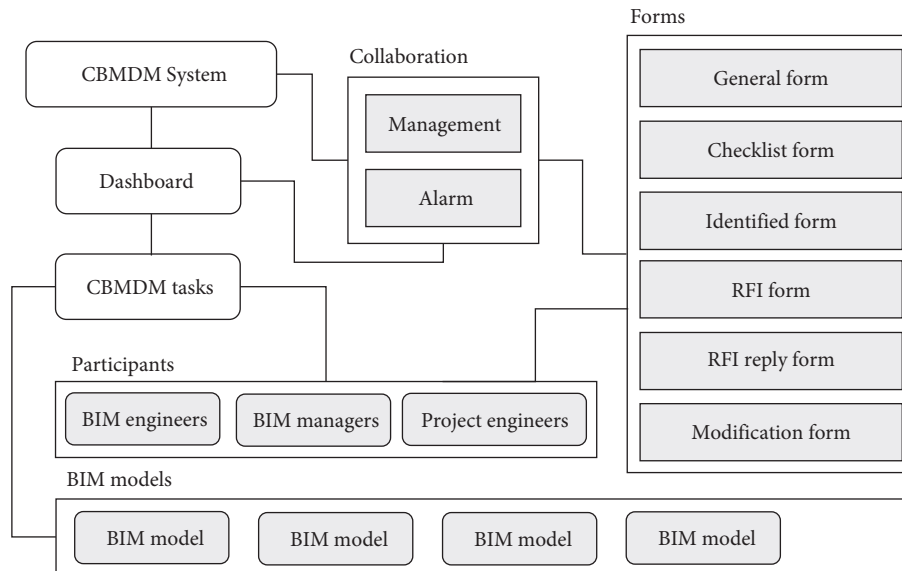 CBMDM System
Dashboard
CBMDM tasks
Collaboration
Management
Alarm
Forms
General form
Checklist form
Identified form
RFI form
RFI reply form
Modification form
Participants
BIM engineers
BIM managers
Project engineers
BIM models
BIM model
BIM model
BIM model
BIM model